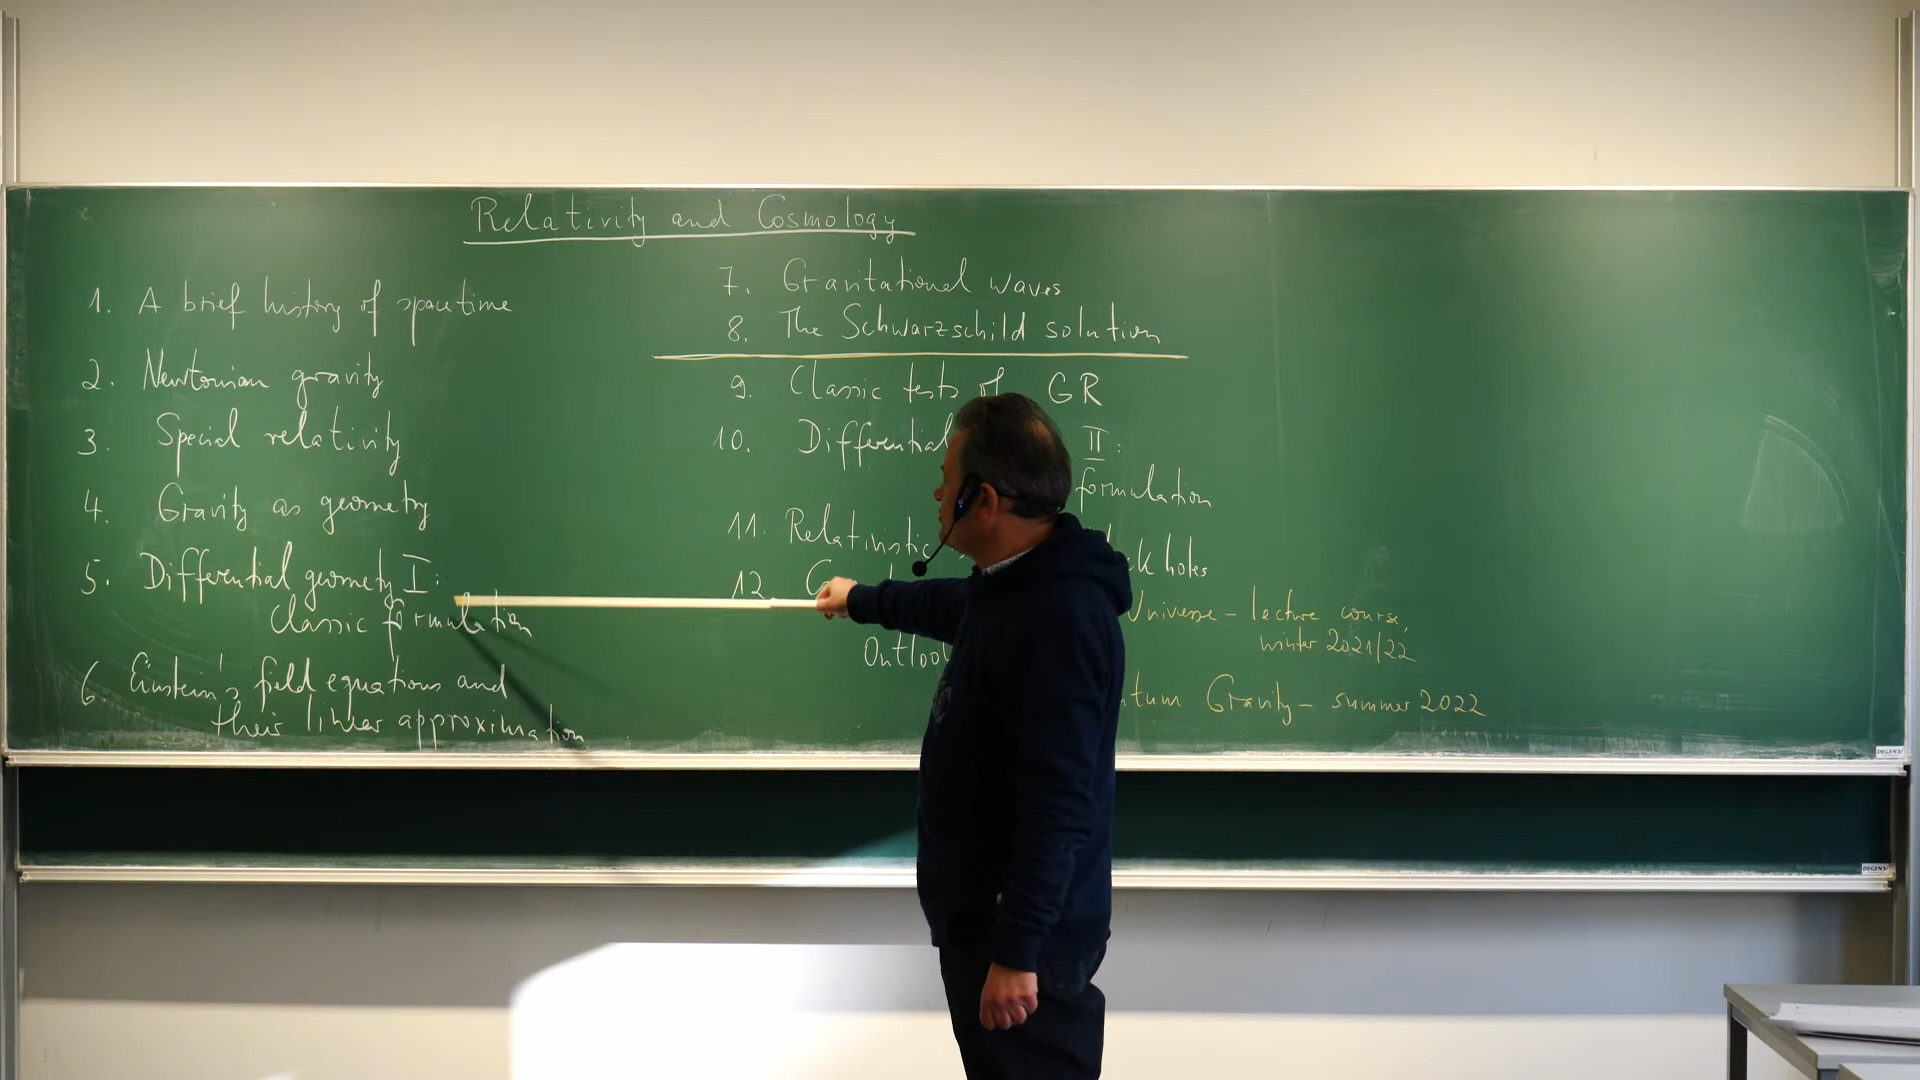 Relativity and Cosmology
1. A brief history of spacetime
2. Newtonian gravity
3. Special relativity
4. Gravity as geometry
5. Differential geometry I:
Classic formulation
6. Einstein's field equations and
their linear approximation
7. Gravitational waves
8. The Schwarzschild solution
9. Classic tests of GR
10. Differential II:
formulation
11. Relativistic holes
12.
Universe – lecture course,
winter 2021/22
Outloo
Gravity – summer 2022
DEGENS
DEGENS